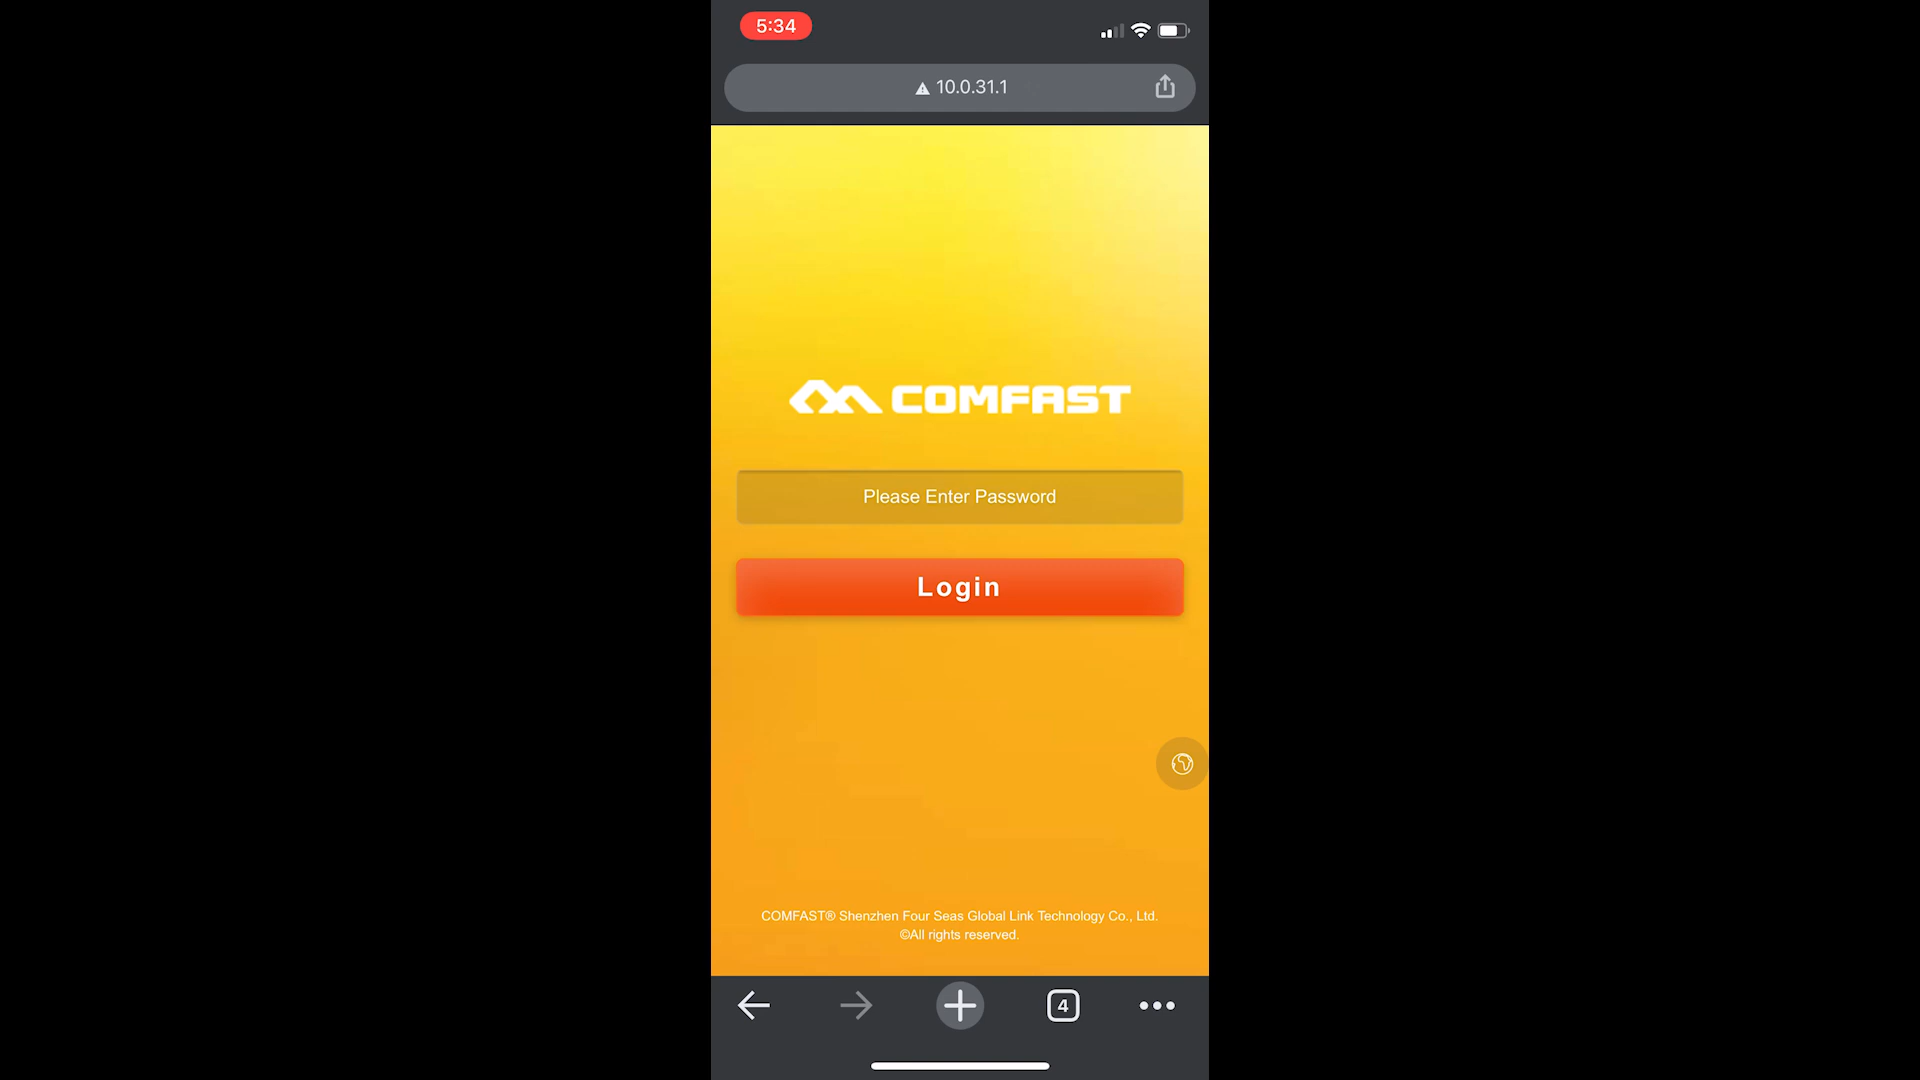 5:34
10.0.31.1
COMFAST
Please Enter Password
Login
COMFAST® Shenzhen Four Seas Global Link Technology Co., Ltd.
©All rights reserved.
4